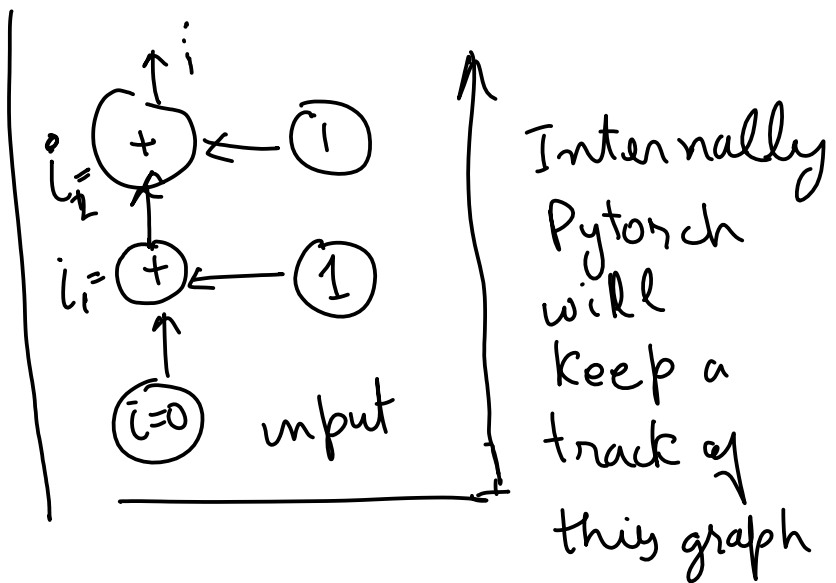 i
+
1
i₂=
+
1
i₁=
i=0
input
Internally
Pytorch
will
keep a
track of
this graph